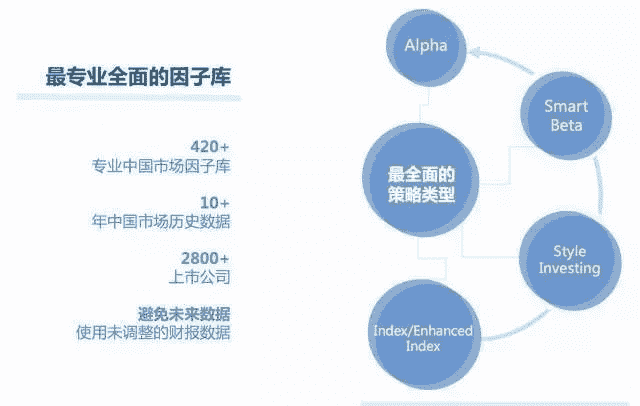 最专业全面的因子库
420+
专业中国市场因子库
10+
年中国市场历史数据
2800+
上市公司
避免未来数据
使用未调整的财报数据
Alpha
Smart
Beta
最全面的
策略类型
Style
Investing
Index/Enhanced
Index